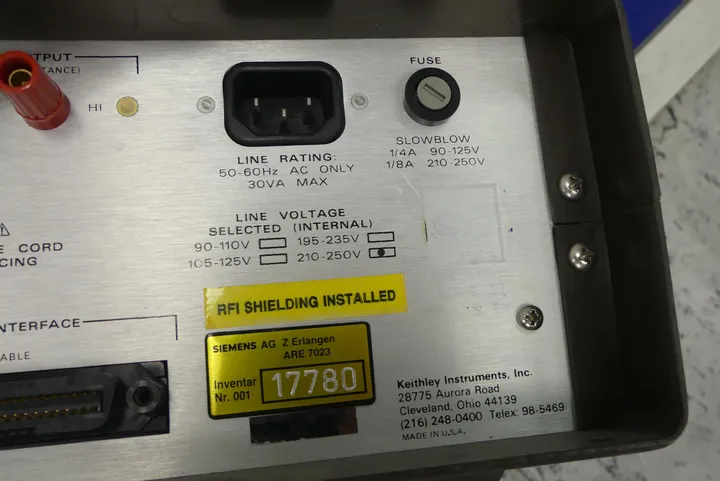 TPUT
TANCE)
HI
FUSE
SLOWBLOW
1/4A 90-125V
1/8A 210-250V
LINE RATING:
50-60Hz AC ONLY
30VA MAX
LINE VOLTAGE
SELECTED (INTERNAL)
90-110V 195-235V
105-125V 210-250V
E CORD
CING
RFI SHIELDING INSTALLED
NTERFACE
ABLE
SIEMENS AG Z Erlangen
ARE 7023
Inventar
Nr. 001
17780
Keithley Instruments, Inc.
28775 Aurora Road
Cleveland, Ohio 44139
(216) 248-0400 Telex: 98-5469
MADE IN U.S.A.